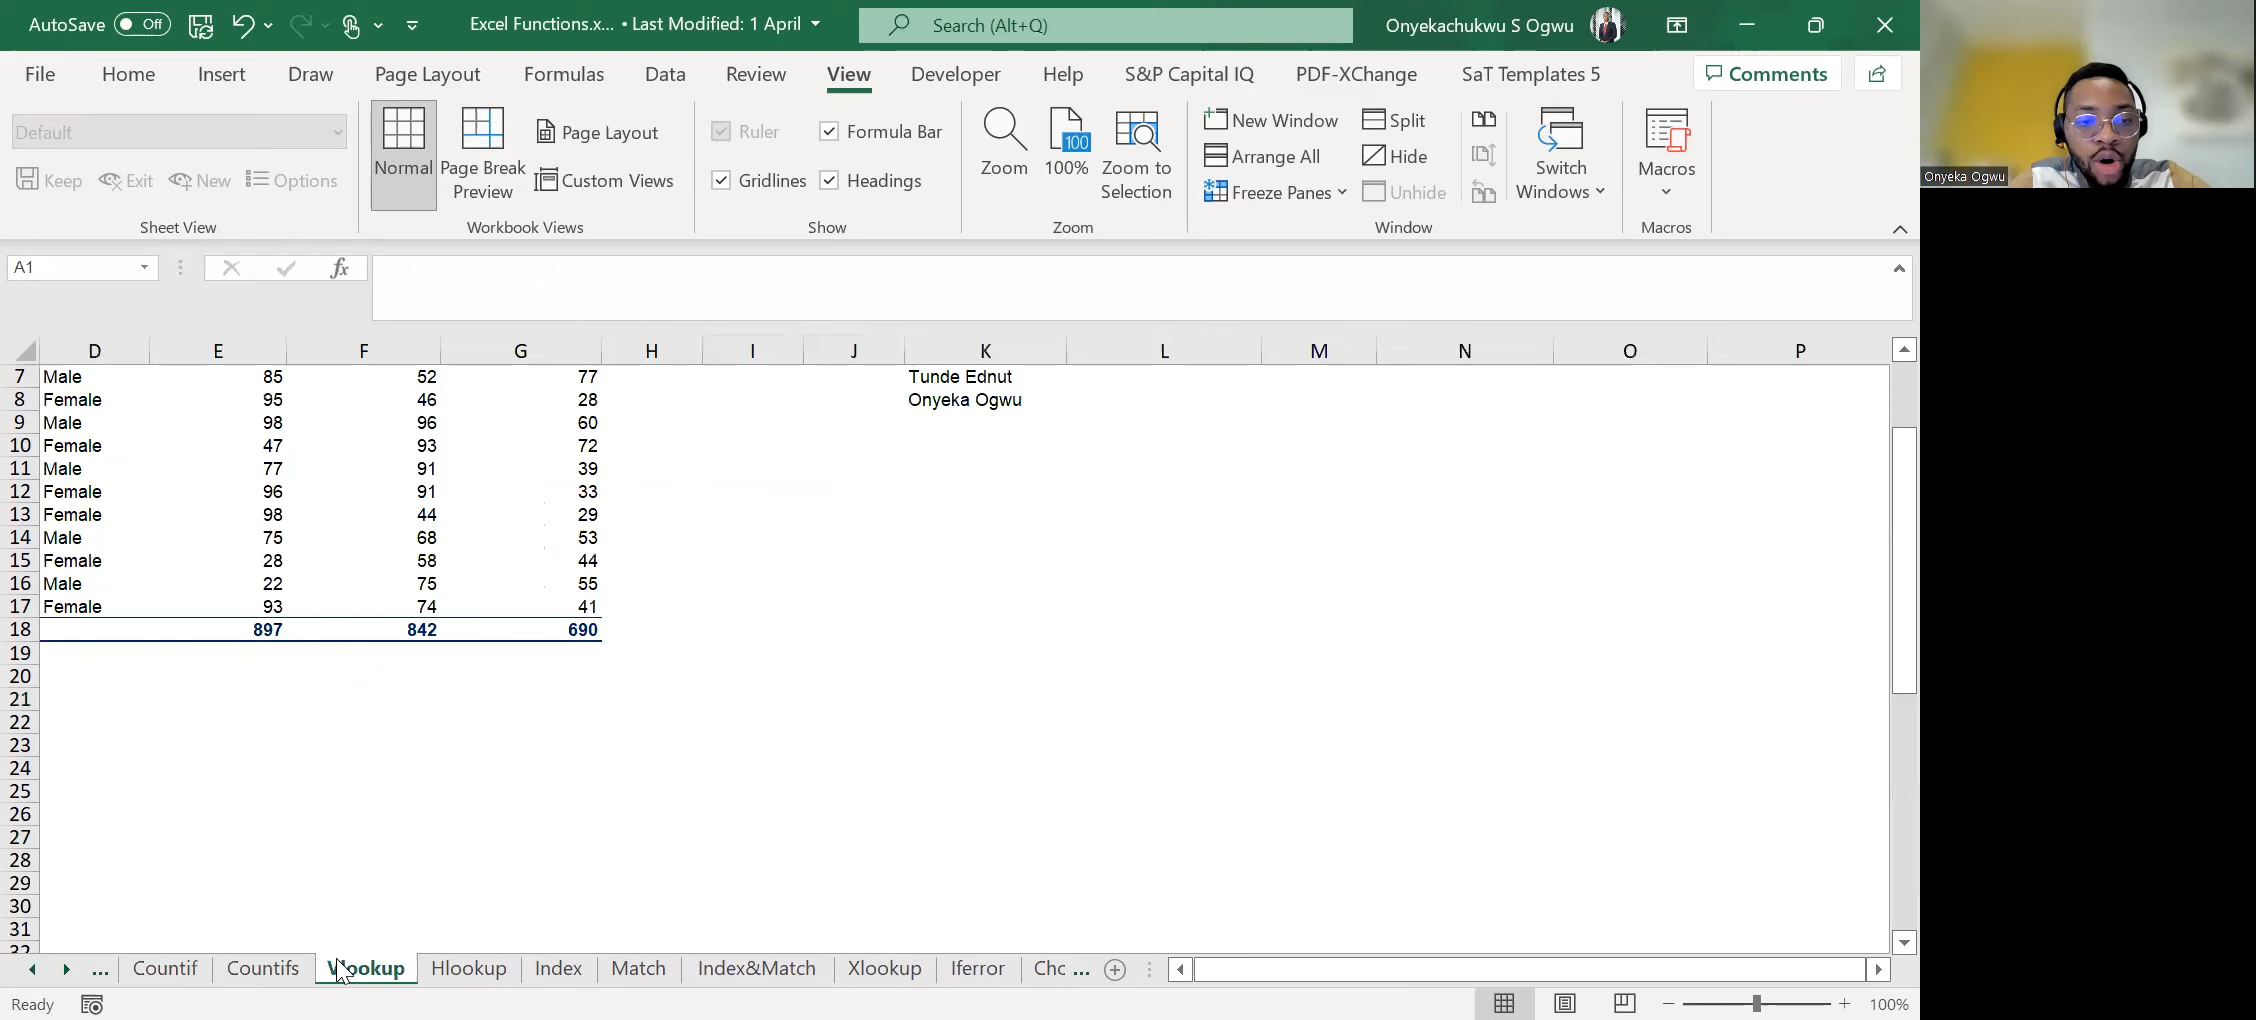 AutoSave Off Excel Functions.x... • Last Modified: 1 April Search (Alt+Q) Onyekachukwu S Ogwu
File Home Insert Draw Page Layout Formulas Data Review View Developer Help S&P Capital IQ PDF-XChange SaT Templates 5 Comments
Default
Keep Exit New Options
Sheet View
Normal
Page Break
Preview
Page Layout
Custom Views
Workbook Views
Ruler Formula Bar
Gridlines Headings
Show
Zoom
100
100%
Zoom to
Selection
Zoom
New Window
Arrange All
Freeze Panes
Split
Hide
Unhide
Switch
Windows
Window
Macros
Macros
Onyeka Ogwu
A1 fx
D E F G H I J K L M N O P
7 Male 85 52 77 Tunde Ednut
8 Female 95 46 28 Onyeka Ogwu
9 Male 98 96 60
10 Female 47 93 72
11 Male 77 91 39
12 Female 96 91 33
13 Female 98 44 29
14 Male 75 68 53
15 Female 28 58 44
16 Male 22 75 55
17 Female 93 74 41
18 897 842 690
19
20
21
22
23
24
25
26
27
28
29
30
31
32
... Countif Countifs Vlookup Hlookup Index Match Index&Match Xlookup Iferror Chc ...
Ready 100%